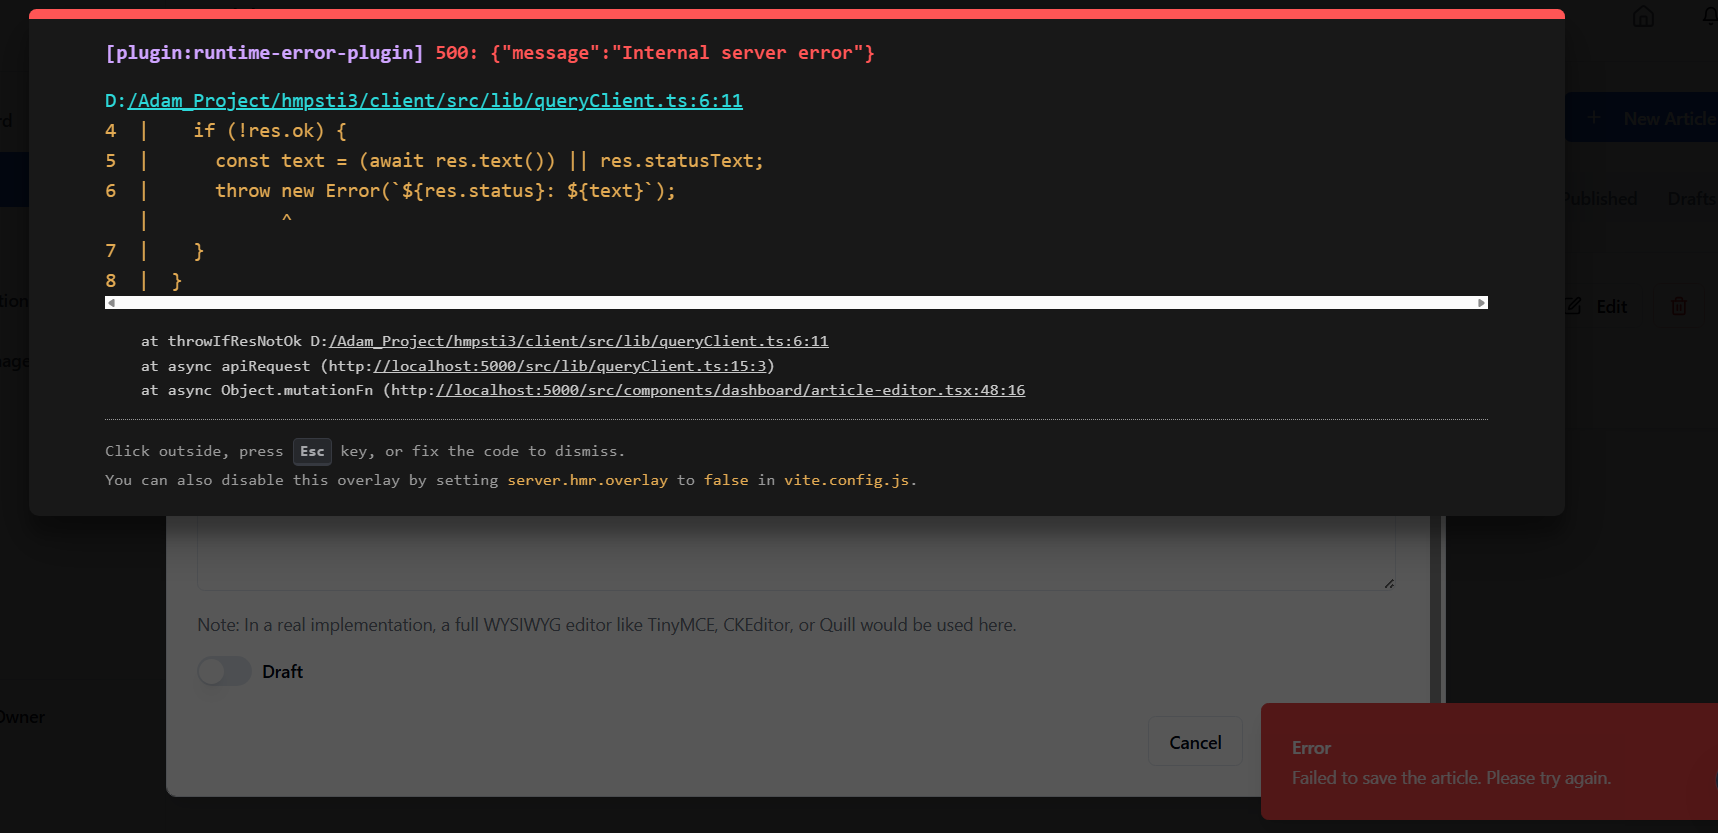 [plugin:runtime-error-plugin] 500: {"message":"Internal server error"}
D:/Adam_Project/hmpsti3/client/src/lib/queryClient.ts:6:11
4 | if (!res.ok) {
5 | const text = (await res.text()) || res.statusText;
6 | throw new Error(`${res.status}: ${text}`);
| ^
7 | }
8 | }
at throwIfResNotOk D:/Adam_Project/hmpsti3/client/src/lib/queryClient.ts:6:11
at async apiRequest (http://localhost:5000/src/lib/queryClient.ts:15:3)
at async Object.mutationFn (http://localhost:5000/src/components/dashboard/article-editor.tsx:48:16
Click outside, press Esc key, or fix the code to dismiss.
You can also disable this overlay by setting server.hmr.overlay to false in vite.config.js.
+ New Article
Published Drafts
Edit
Note: In a real implementation, a full WYSIWYG editor like TinyMCE, CKEditor, or Quill would be used here.
Draft
Owner
Cancel
Error
Failed to save the article. Please try again.